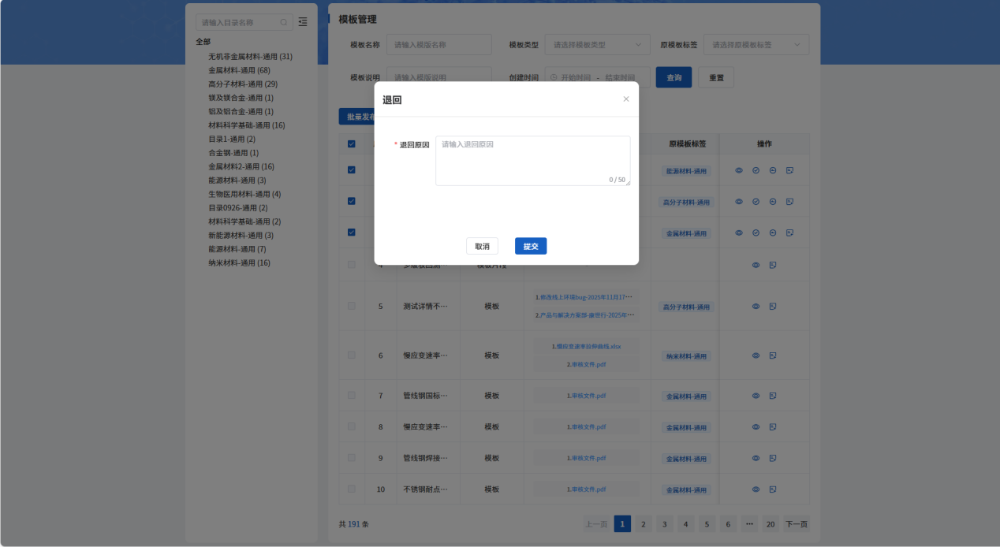 请输入目录名称
全部
无机非金属材料-通用 (31)
金属材料-通用 (68)
高分子材料-通用 (29)
镁及镁合金-通用 (1)
铝及铝合金-通用 (1)
材料科学基础-通用 (16)
目录1-通用 (2)
合金钢-通用 (1)
金属材料2-通用 (16)
能源材料-通用 (3)
生物医用材料-通用 (4)
目录0926-通用 (2)
材料科学基础-通用 (2)
新能源材料-通用 (3)
能源材料-通用 (7)
纳米材料-通用 (16)
模板管理
模板名称 请输入模版名称 模板类型 请选择模板类型 原模板标签 请选择原模板标签
模板说明 请输入模版说明 创建时间 开始时间 - 结束时间 查询 重置
批量发布
退回
* 退回原因 请输入退回原因
0 / 50
取消 提交
原模板标签 操作
能源材料-通用
高分子材料-通用
金属材料-通用
4 模板片段
5 测试详情不··· 模板 1.修改线上环境bug-2025年11月17··· 高分子材料-通用
2.产品与解决方案部-康世行-2025年···
6 慢应变速率··· 模板 1.慢应变速率拉伸曲线.xlsx 纳米材料-通用
2.审核文件.pdf
7 管线钢国标··· 模板 1.审核文件.pdf 金属材料-通用
8 慢应变速率··· 模板 1.审核文件.pdf 金属材料-通用
9 管线钢焊接··· 模板 1.审核文件.pdf 金属材料-通用
10 不锈钢耐点··· 模板 1.审核文件.pdf 金属材料-通用
共 191 条 上一页 1 2 3 4 5 6 ··· 20 下一页